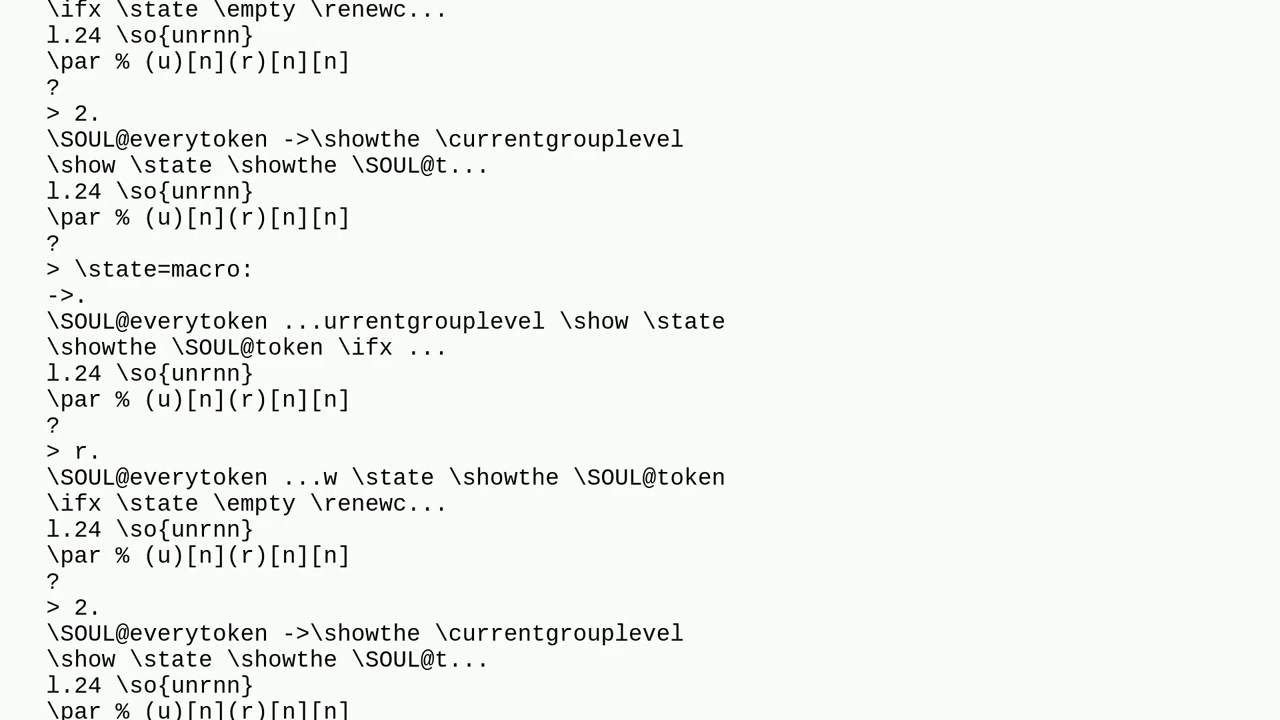 \ifx \state \empty \renewc...
l.24 \so{unrnn}
\par % (u)[n](r)[n][n]
?
> 2.
\SOUL@everytoken ->\showthe \currentgrouplevel
\show \state \showthe \SOUL@t...
l.24 \so{unrnn}
\par % (u)[n](r)[n][n]
?
> \state=macro:
->.
\SOUL@everytoken ...urrentgrouplevel \show \state
\showthe \SOUL@token \ifx ...
l.24 \so{unrnn}
\par % (u)[n](r)[n][n]
?
> r.
\SOUL@everytoken ...w \state \showthe \SOUL@token
\ifx \state \empty \renewc...
l.24 \so{unrnn}
\par % (u)[n](r)[n][n]
?
> 2.
\SOUL@everytoken ->\showthe \currentgrouplevel
\show \state \showthe \SOUL@t...
l.24 \so{unrnn}
\par % (u)[n](r)[n][n]